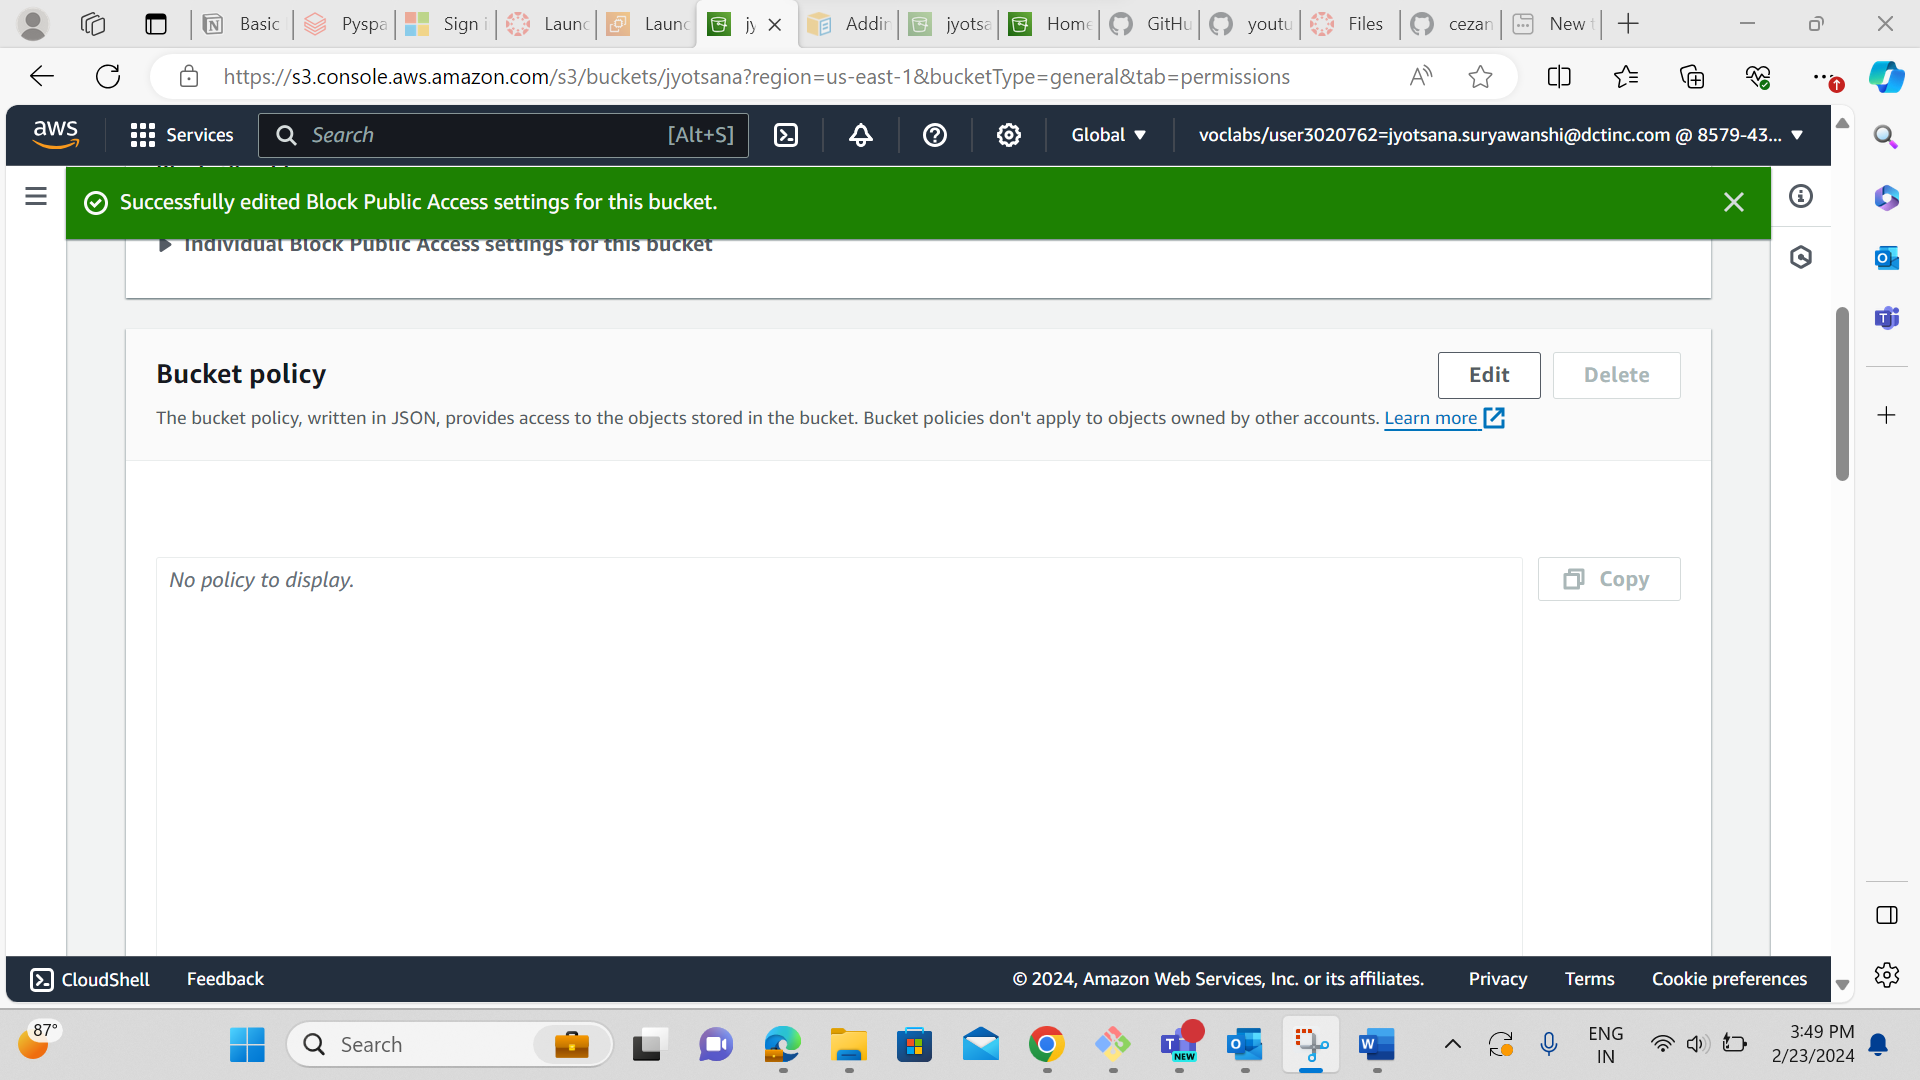 Basic
Pyspa
Sign i
Launc
Launc
jy
Addin
jyotsa
Home
GitHu
youtu
Files
cezan
New t
https://s3.console.aws.amazon.com/s3/buckets/jyotsana?region=us-east-1&bucketType=general&tab=permissions
aws
Services
Search
[Alt+S]
Global
voclabs/user3020762=jyotsana.suryawanshi@dctinc.com @ 8579-43...
Successfully edited Block Public Access settings for this bucket.
Individual Block Public Access settings for this bucket
Bucket policy
Edit
Delete
The bucket policy, written in JSON, provides access to the objects stored in the bucket. Bucket policies don't apply to objects owned by other accounts. Learn more
No policy to display.
Copy
CloudShell
Feedback
© 2024, Amazon Web Services, Inc. or its affiliates.
Privacy
Terms
Cookie preferences
87°
Search
NEW
ENG
IN
3:49 PM
2/23/2024